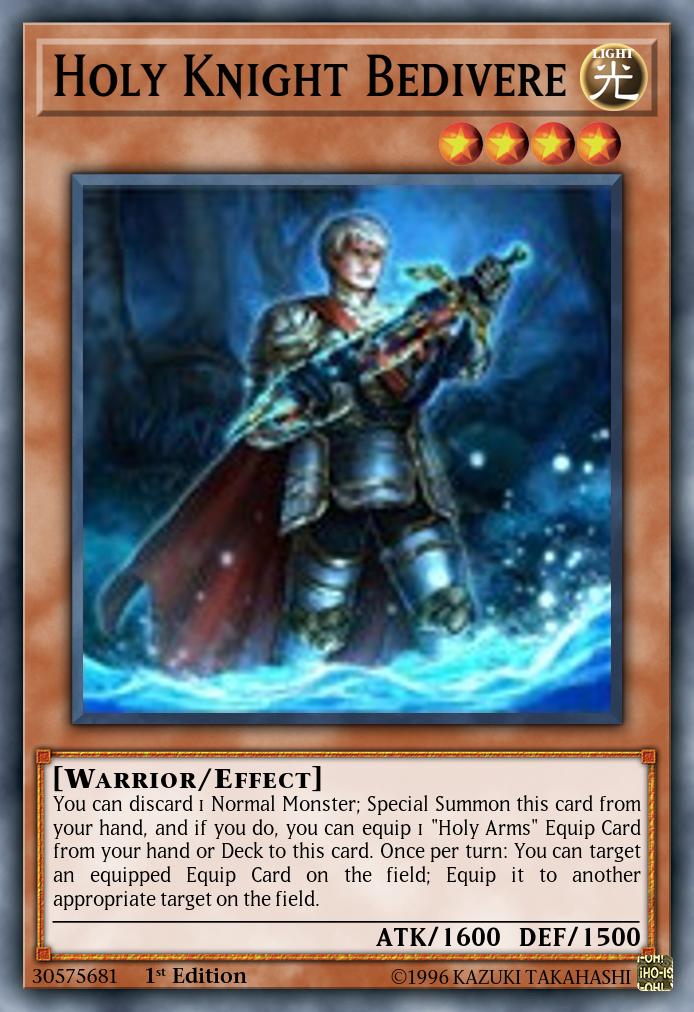 HOLY KNIGHT BEDIVERE
LIGHT
光
[WARRIOR/EFFECT]
You can discard 1 Normal Monster; Special Summon this card from
your hand, and if you do, you can equip 1 "Holy Arms" Equip Card
from your hand or Deck to this card. Once per turn: You can target
an equipped Equip Card on the field; Equip it to another
appropriate target on the field.
ATK/1600 DEF/1500
30575681 1st Edition ©1996 KAZUKI TAKAHASHI